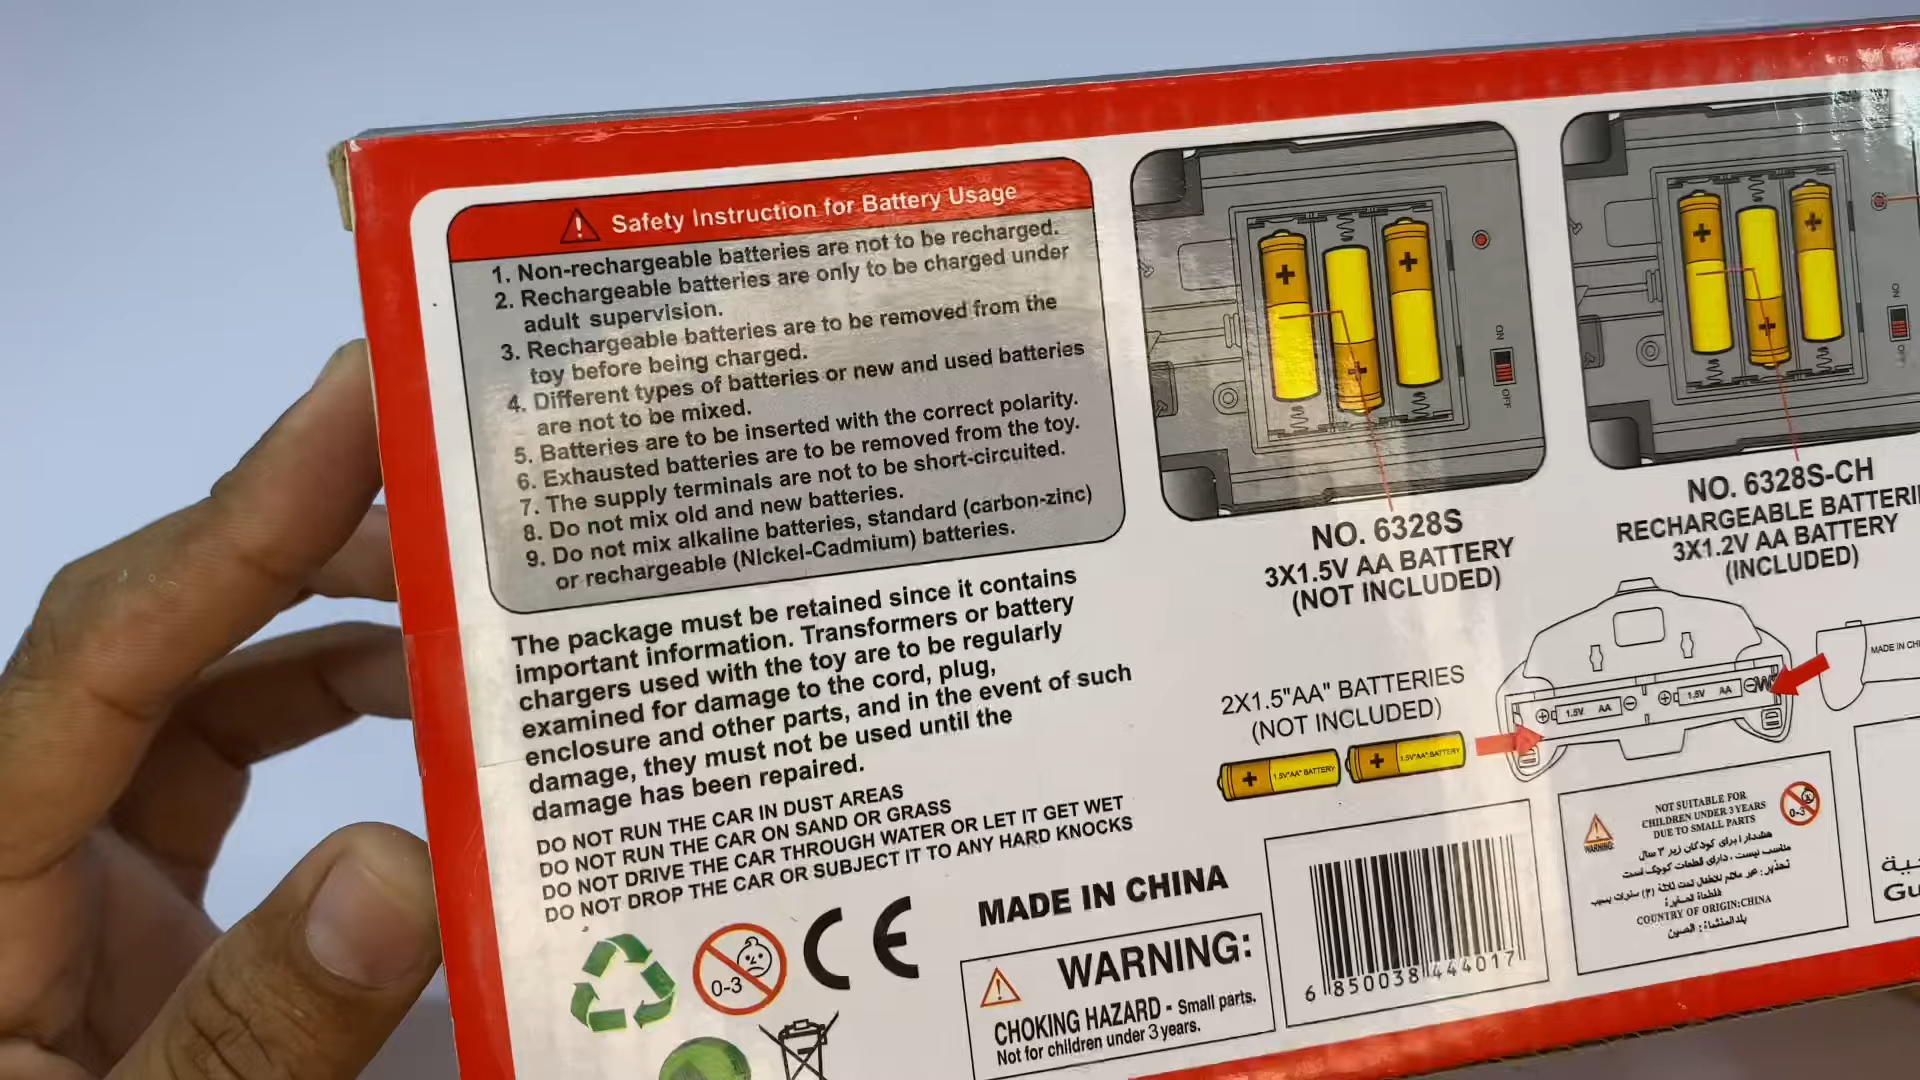 Safety Instruction for Battery Usage
1. Non-rechargeable batteries are not to be recharged.
2. Rechargeable batteries are only to be charged under
adult supervision.
3. Rechargeable batteries are to be removed from the
toy before being charged.
4. Different types of batteries or new and used batteries
are not to be mixed.
5. Batteries are to be inserted with the correct polarity.
6. Exhausted batteries are to be removed from the toy.
7. The supply terminals are not to be short-circuited.
8. Do not mix old and new batteries.
9. Do not mix alkaline batteries, standard (carbon-zinc)
or rechargeable (NIckel-Cadmium) batteries.
The package must be retained since it contains
important information. Transformers or battery
chargers used with the toy are to be regularly
examined for damage to the cord, plug,
enclosure and other parts, and in the event of such
damage, they must not be used until the
damage has been repaired.
DO NOT RUN THE CAR IN DUST AREAS
DO NOT RUN THE CAR ON SAND OR GRASS
DO NOT DRIVE THE CAR THROUGH WATER OR LET IT GET WET
DO NOT DROP THE CAR OR SUBJECT IT TO ANY HARD KNOCKS
0-3
CE
MADE IN CHINA
WARNING:
CHOKING HAZARD - Small parts.
Not for children under 3 years.
ON
OFF
NO. 6328S
3X1.5V AA BATTERY
(NOT INCLUDED)
ON
OFF
NO. 6328S-CH
RECHARGEABLE
3X1.2V AA BATTERY
(INCLUDED)
2X1.5"AA" BATTERIES
(NOT INCLUDED)
1.5V"AA" BATTERY
1.5V"AA" BATTERY
1.5V AA
1.5V AA
MADE IN
6 850038 444017
WARNING:
NOT SUITABLE FOR
CHILDREN UNDER 3 YEARS
DUE TO SMALL PARTS
0-3
هشدار ! برای کودکان زیر ۳ سال
مناسب نیست ، دارای قطعات کوچک است
تحذير : غير ملائم للاطفال تحت ثلاثة (٣) سنوات بسبب
COUNTRY OF ORIGIN:CHINA
بلد المنشأة : الصين